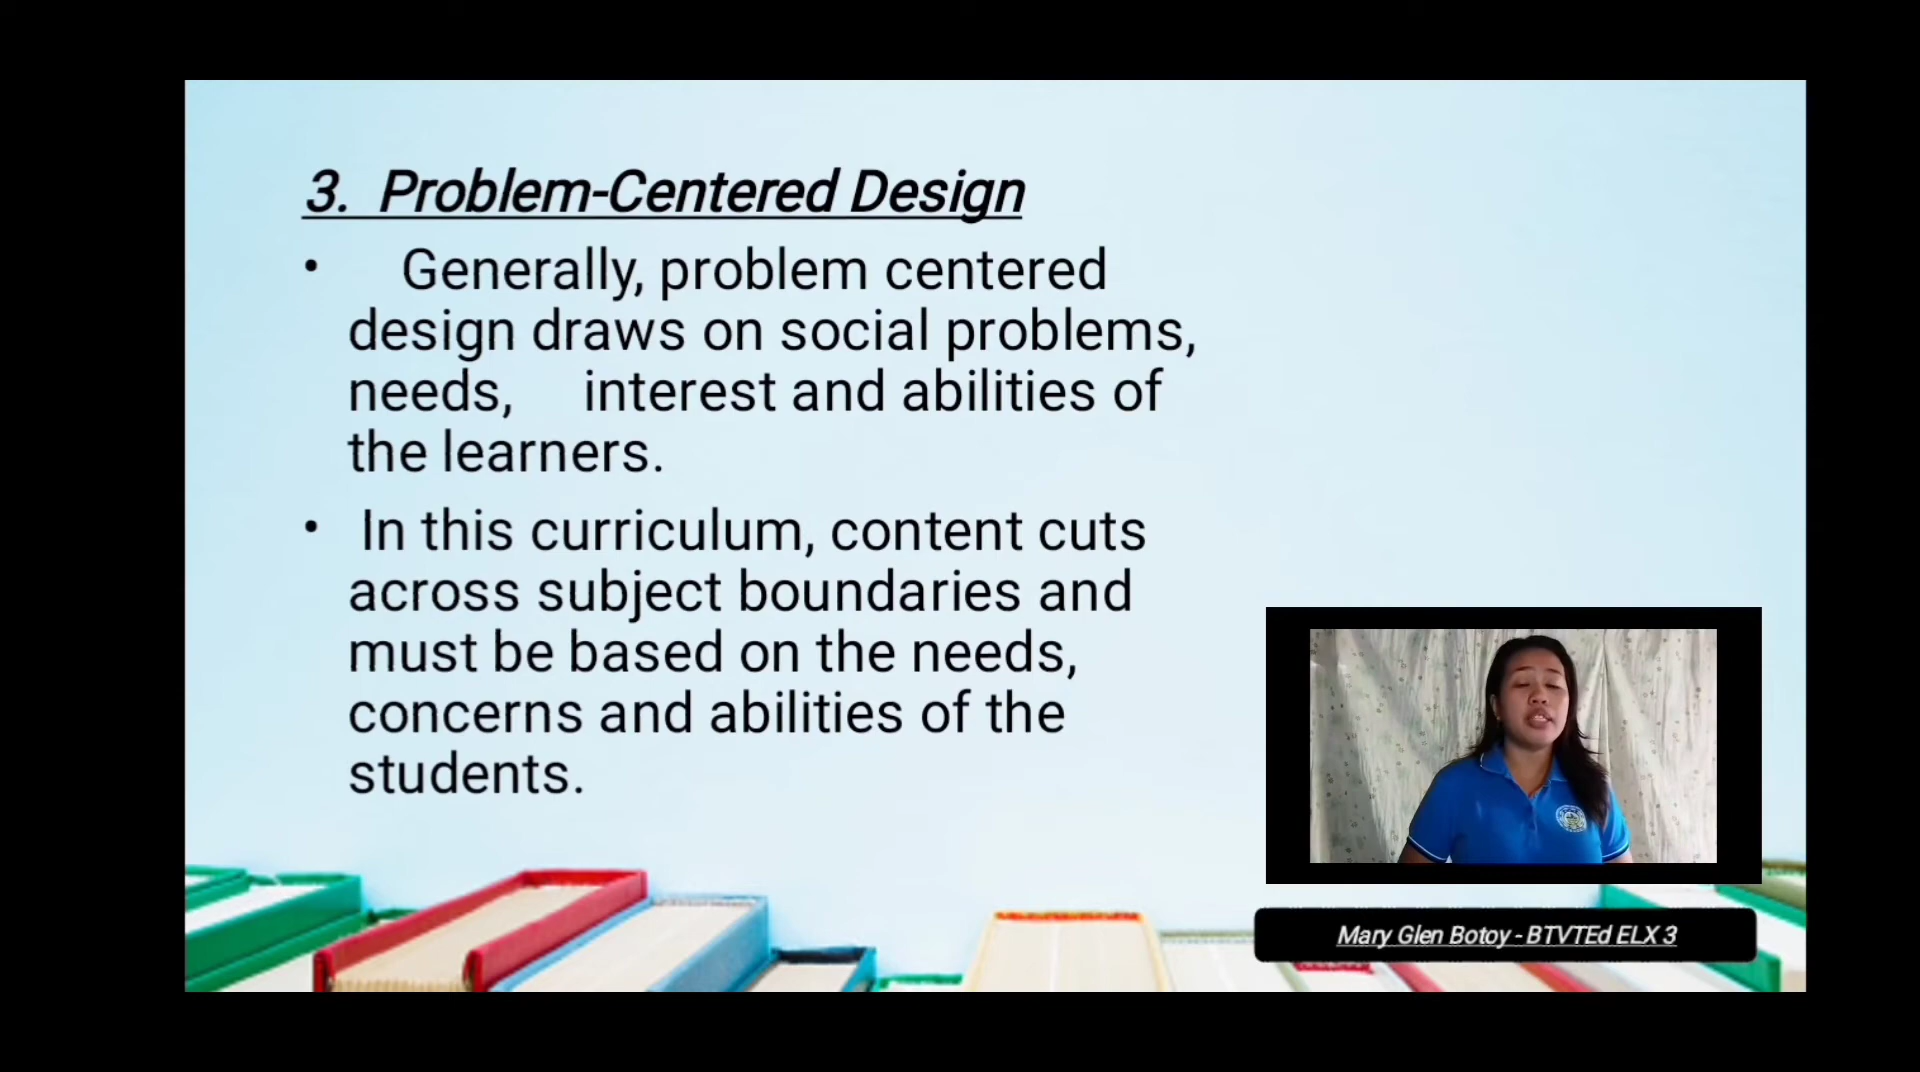 3. Problem-Centered Design
• Generally, problem centered
design draws on social problems,
needks, interest and abilities of
the learners.
• In this curriculum, content cuts
across subject boundaries and
must be based on the needs,
concerns and abilities of the
students.
Mary Glen Botoy - BTVTEd ELX 3